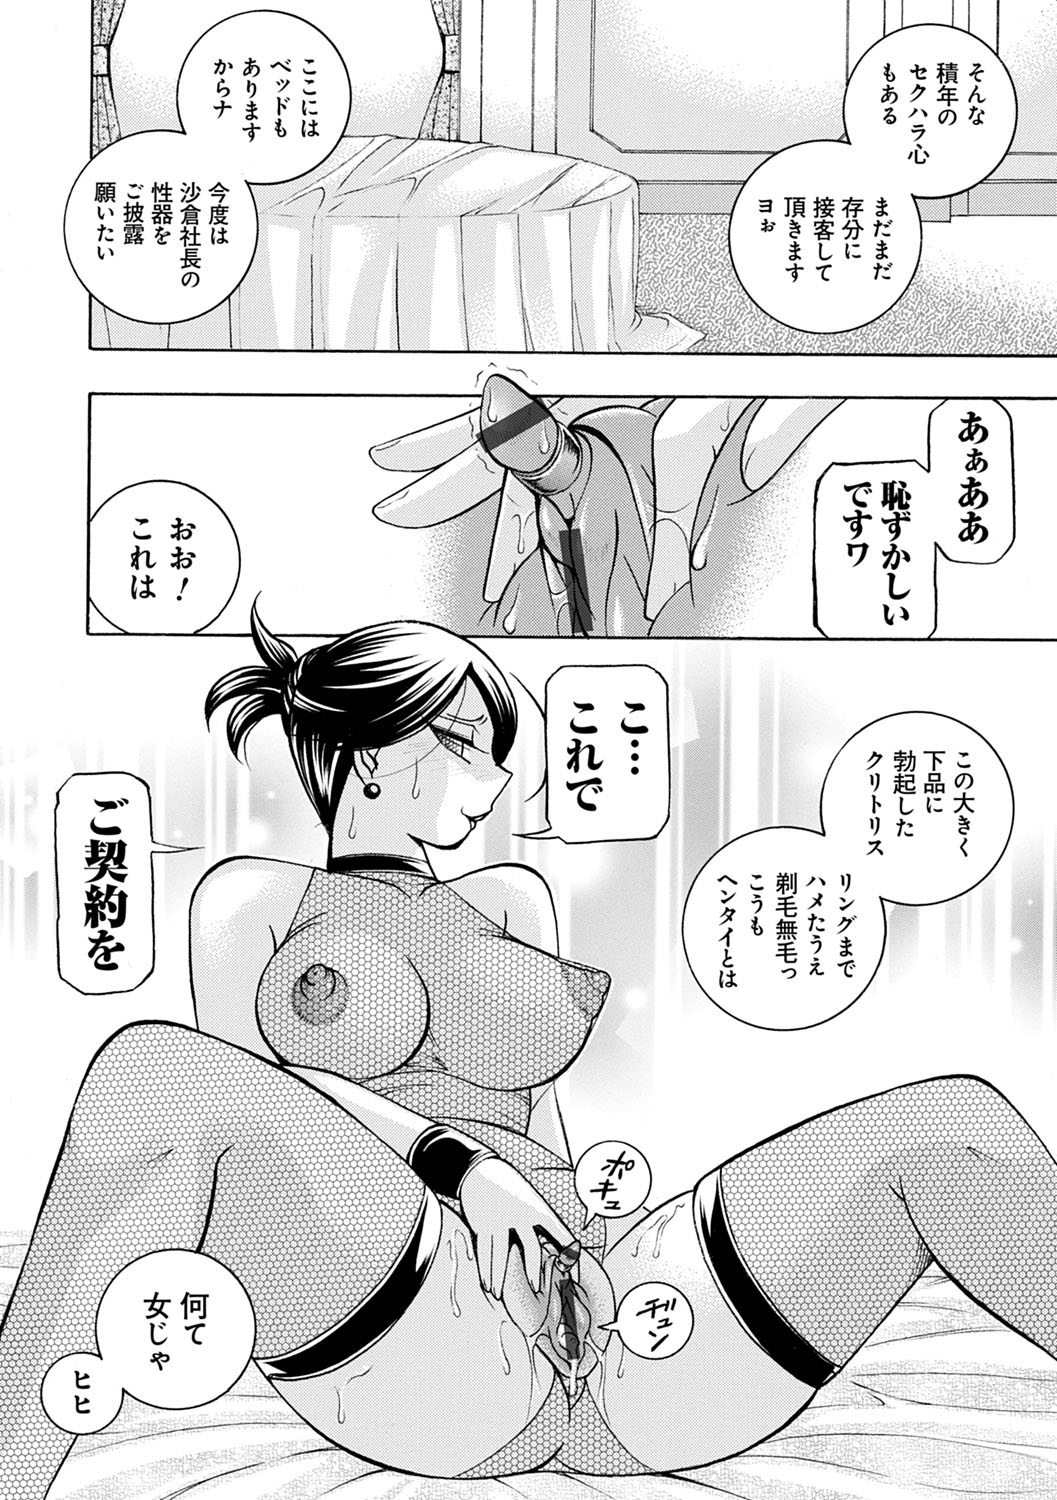 そんな
積年の
セクハラ心
もある
まだまだ
存分に
接客して
頂きます
ヨぉ
ここには
ベッドも
あります
からナ
今度は
沙倉社長の
性器を
ご披露
願いたい
あぁああ
恥ずかしい
ですワ
おお！
これは
この大きく
下品に
勃起した
クリトリス
リングまで
ハメたうえ
剃毛無毛っ
こうも
ヘンタイとは
こ…
これで
ご契約を
ポキュ
ヂュン
何て
女じゃ
ヒヒ